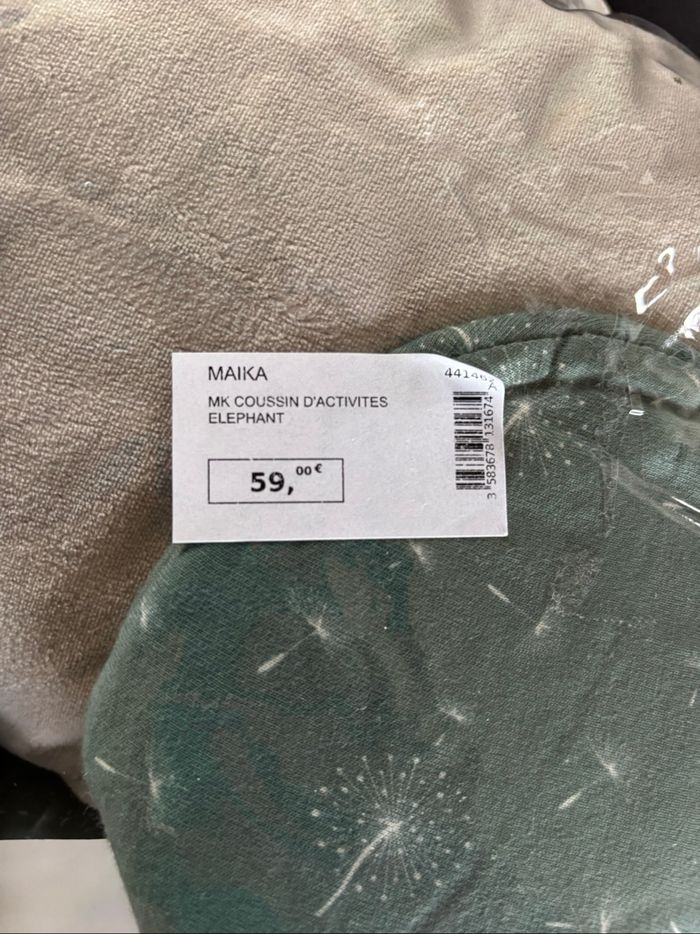 MAIKA
MK COUSSIN D'ACTIVITES
ELEPHANT
59,00€
3 583678 131674